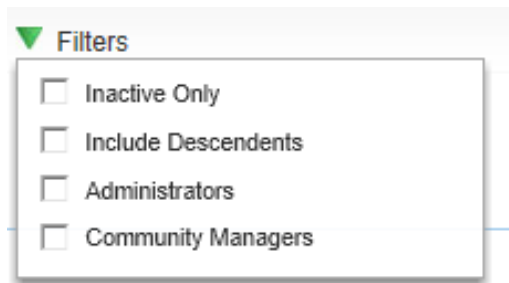 Filters
Inactive Only
Include Descendents
Administrators
Community Managers